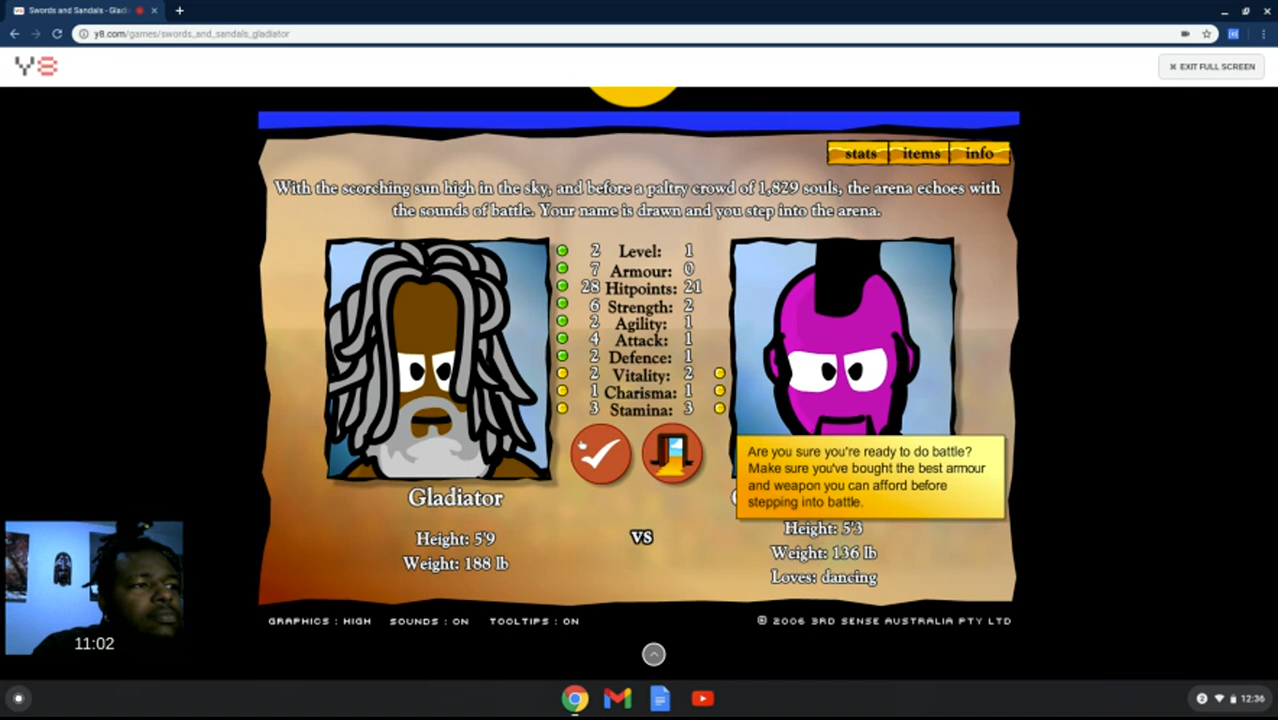 Swords and Sandals - Gladi
y8.com/games/swords_and_sandals_gladiator
Y8
EXIT FULL SCREEN
stats items info
With the scorching sun high in the sky, and before a paltry crowd of 1,829 souls, the arena echoes with
the sounds of battle. Your name is drawn and you step into the arena.
2 Level: 1
7 Armour: 0
28 Hitpoints: 21
6 Strength: 2
2 Agility: 1
4 Attack: 1
2 Defence: 1
2 Vitality: 2
1 Charisma: 1
3 Stamina: 3
Are you sure you're ready to do battle?
Make sure you've bought the best armour
and weapon you can afford before
stepping into battle.
Gladiator
Height: 5'9
Weight: 188 lb
vs
Height: 5'3
Weight: 136 lb
Loves: dancing
GRAPHICS : HIGH SOUNDS : ON TOOLTIPS : ON
© 2006 3RD SENSE AUSTRALIA PTY LTD
11:02
2 12:36